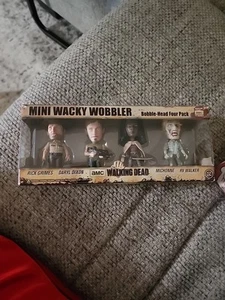 MINI WACKY WOBBLER
Bobble-Head Four Pack
RICK GRIMES DARYL DIXON AMC THE WALKING DEAD MICHONNE RV WALKER